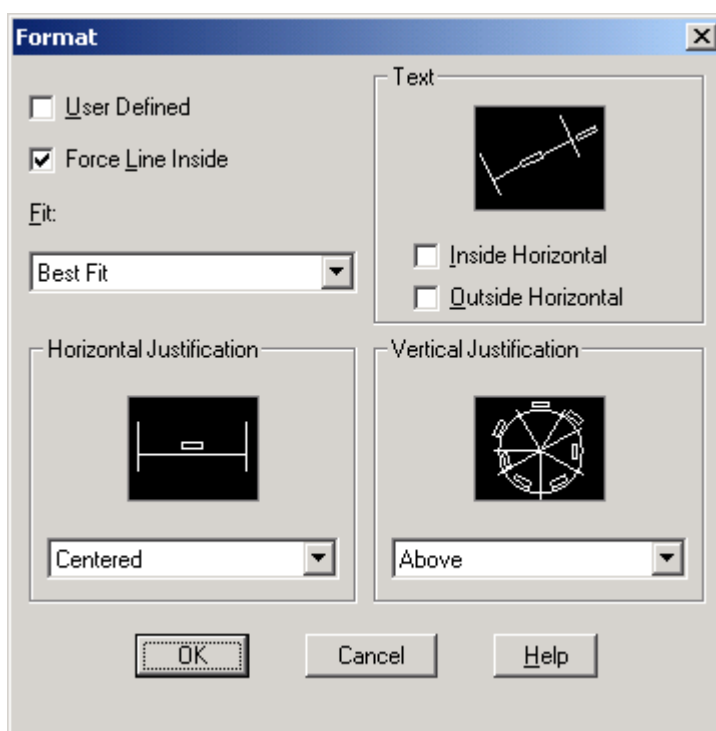 Format
User Defined
Force Line Inside
Fit:
Best Fit
Text
Inside Horizontal
Outside Horizontal
Horizontal Justification
Centered
Vertical Justification
Above
OK
Cancel
Help